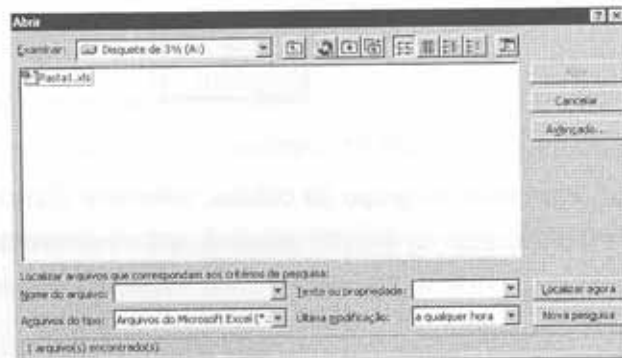 Abrir
Examinar: Disquete de 3½ (A:)
Pasta1.xls
Abrir
Cancelar
Avançado...
Localizar arquivos que correspondam aos critérios de pesquisa:
Nome do arquivo: Texto ou propriedade: Localizar agora
Arquivos do tipo: Arquivos do Microsoft Excel (*. Última modificação: a qualquer hora Nova pesquisa
1 arquivo(s) encontrado(s).